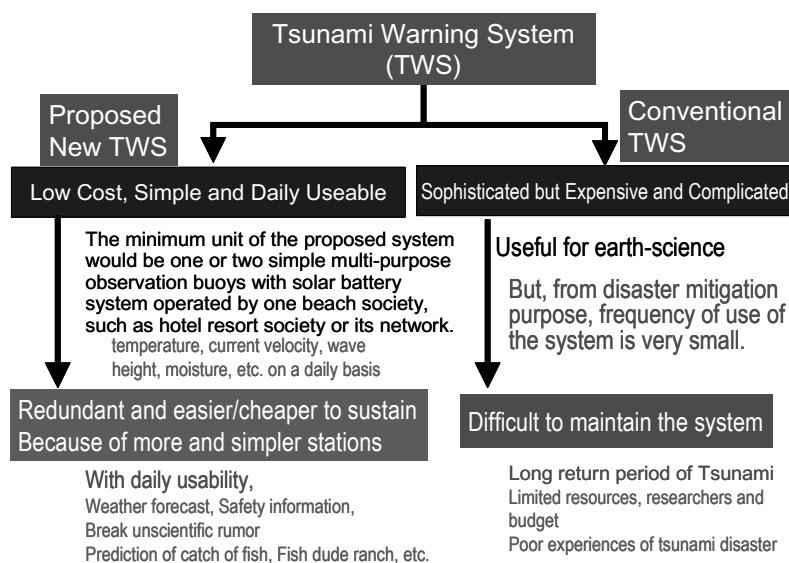 Tsunami Warning System
(TWS)
Proposed
New TWS
Conventional
TWS
Low Cost, Simple and Daily Useable
Sophisticated but Expensive and Complicated
The minimum unit of the proposed system
would be one or two simple multi-purpose
observation buoys with solar battery
system operated by one beach society,
such as hotel resort society or its network.
temperature, current velocity, wave
height, moisture, etc. on a daily basis
Useful for earth-science
But, from disaster mitigation
purpose, frequency of use of
the system is very small.
Redundant and easier/cheaper to sustain
Because of more and simpler stations
Difficult to maintain the system
With daily usability,
Weather forecast, Safety information,
Break unscientific rumor
Prediction of catch of fish, Fish dude ranch, etc.
Long return period of Tsunami
Limited resources, researchers and
budget
Poor experiences of tsunami disaster